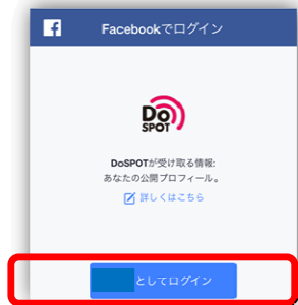 Facebookでログイン
Do
SPOT
DoSPOTが受け取る情報:
あなたの公開プロフィール。
詳しくはこちら
としてログイン